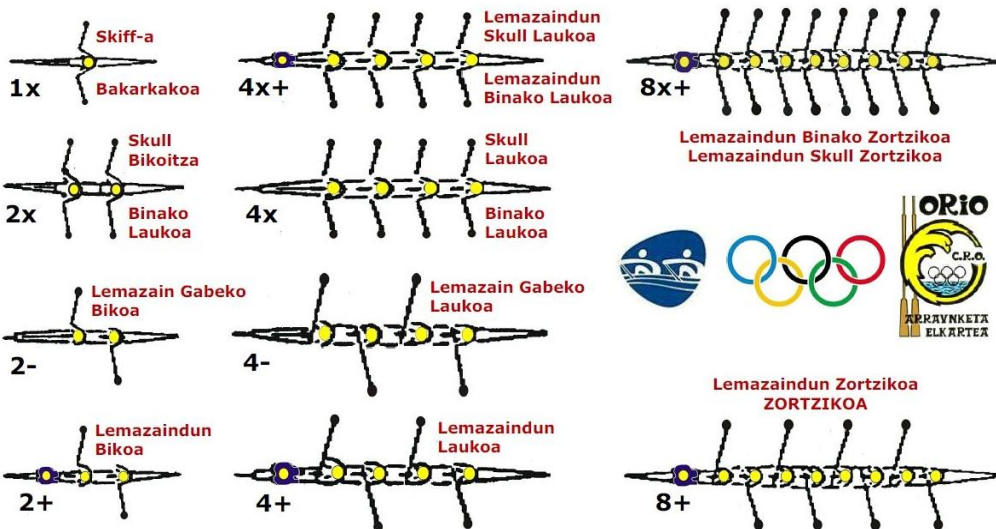 Skiff-a
1x
Bakarkakoa
Lemazaindun
Skull Laukoa
4x+
Lemazaindun
Binako Laukoa
8x+
Lemazaindun Binako Zortzikoa
Lemazaindun Skull Zortzikoa
Skull
Bikoitza
2x
Binako
Laukoa
Skull
Laukoa
4x
Binako
Laukoa
ORIO
C.R.O.
ARRAVNKETA
ELKARTEA
Lemazain Gabeko
Bikoa
2-
Lemazain Gabeko
Laukoa
4-
Lemazaindun
Bikoa
2+
Lemazaindun
Laukoa
4+
Lemazaindun Zortzikoa
ZORTZIKOA
8+